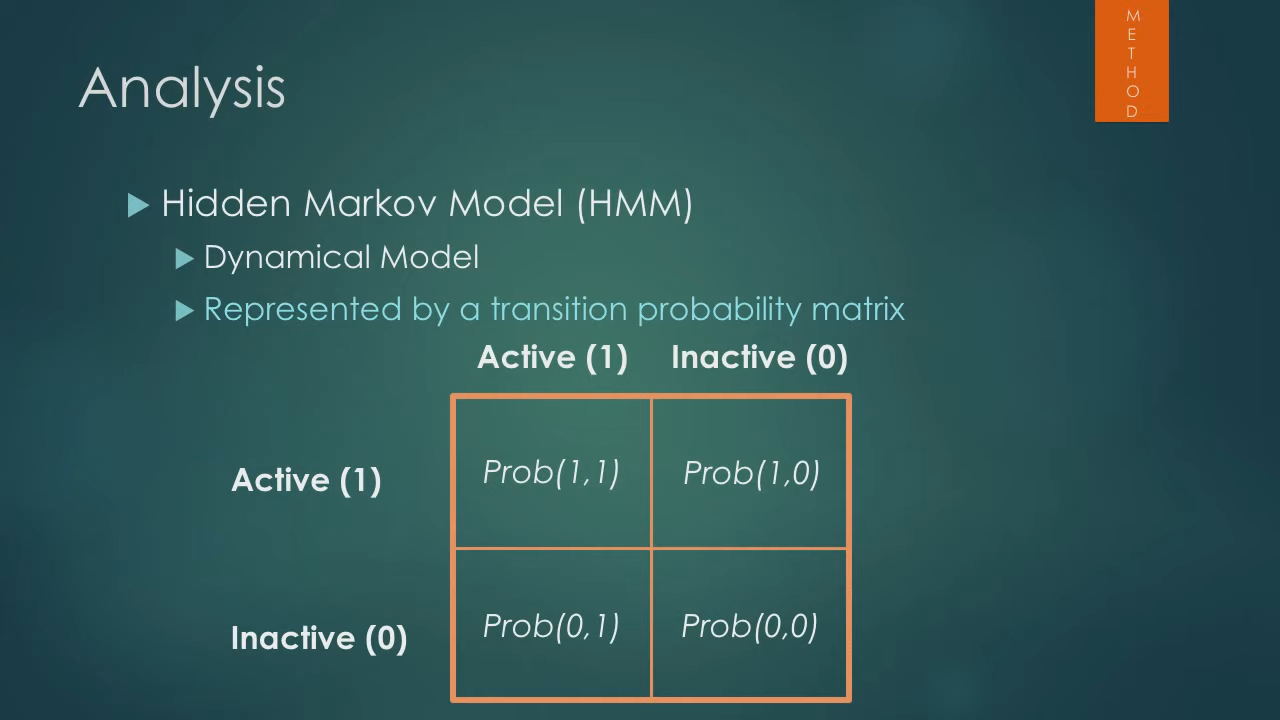 METHOD
Analysis
Hidden Markov Model (HMM)
Dynamical Model
Represented by a transition probability matrix
Active (1) Inactive (0)
Active (1) Prob(1,1) Prob(1,0)
Inactive (0) Prob(0,1) Prob(0,0)